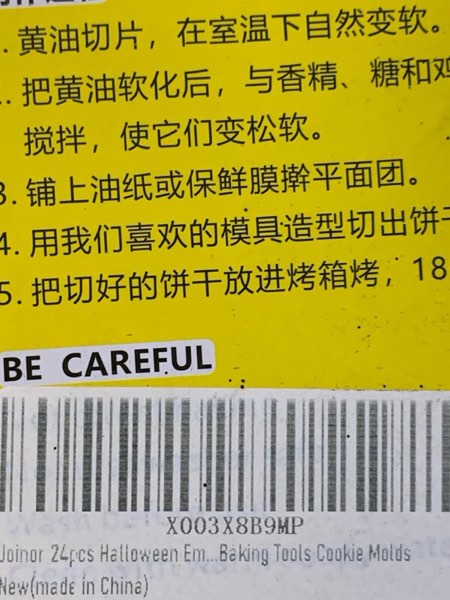 . 黄油切片，在室温下自然变软。
. 把黄油软化后，与香精、糖和鸡
搅拌，使它们变松软。
3. 铺上油纸或保鲜膜擀平面团。
4. 用我们喜欢的模具造型切出饼干
5. 把切好的饼干放进烤箱烤，18
BE CAREFUL
X003X8B9MP
Joinor 24pcs Halloween Em...Baking Tools Cookie Molds
New(made in China)